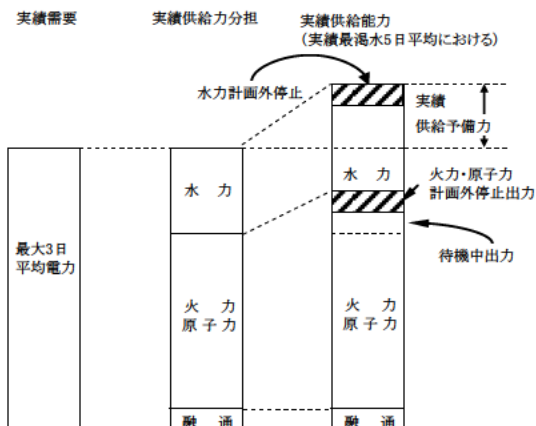 実績需要
実績供給力分担
実績供給能力
（実績最渇水5日平均における）
水力計画外停止
実績
供給予備力
水　力
水　力
火力・原子力
計画外停止出力
待機中出力
最大3日
平均電力
火　力
原子力
火　力
原子力
融　通
融　通